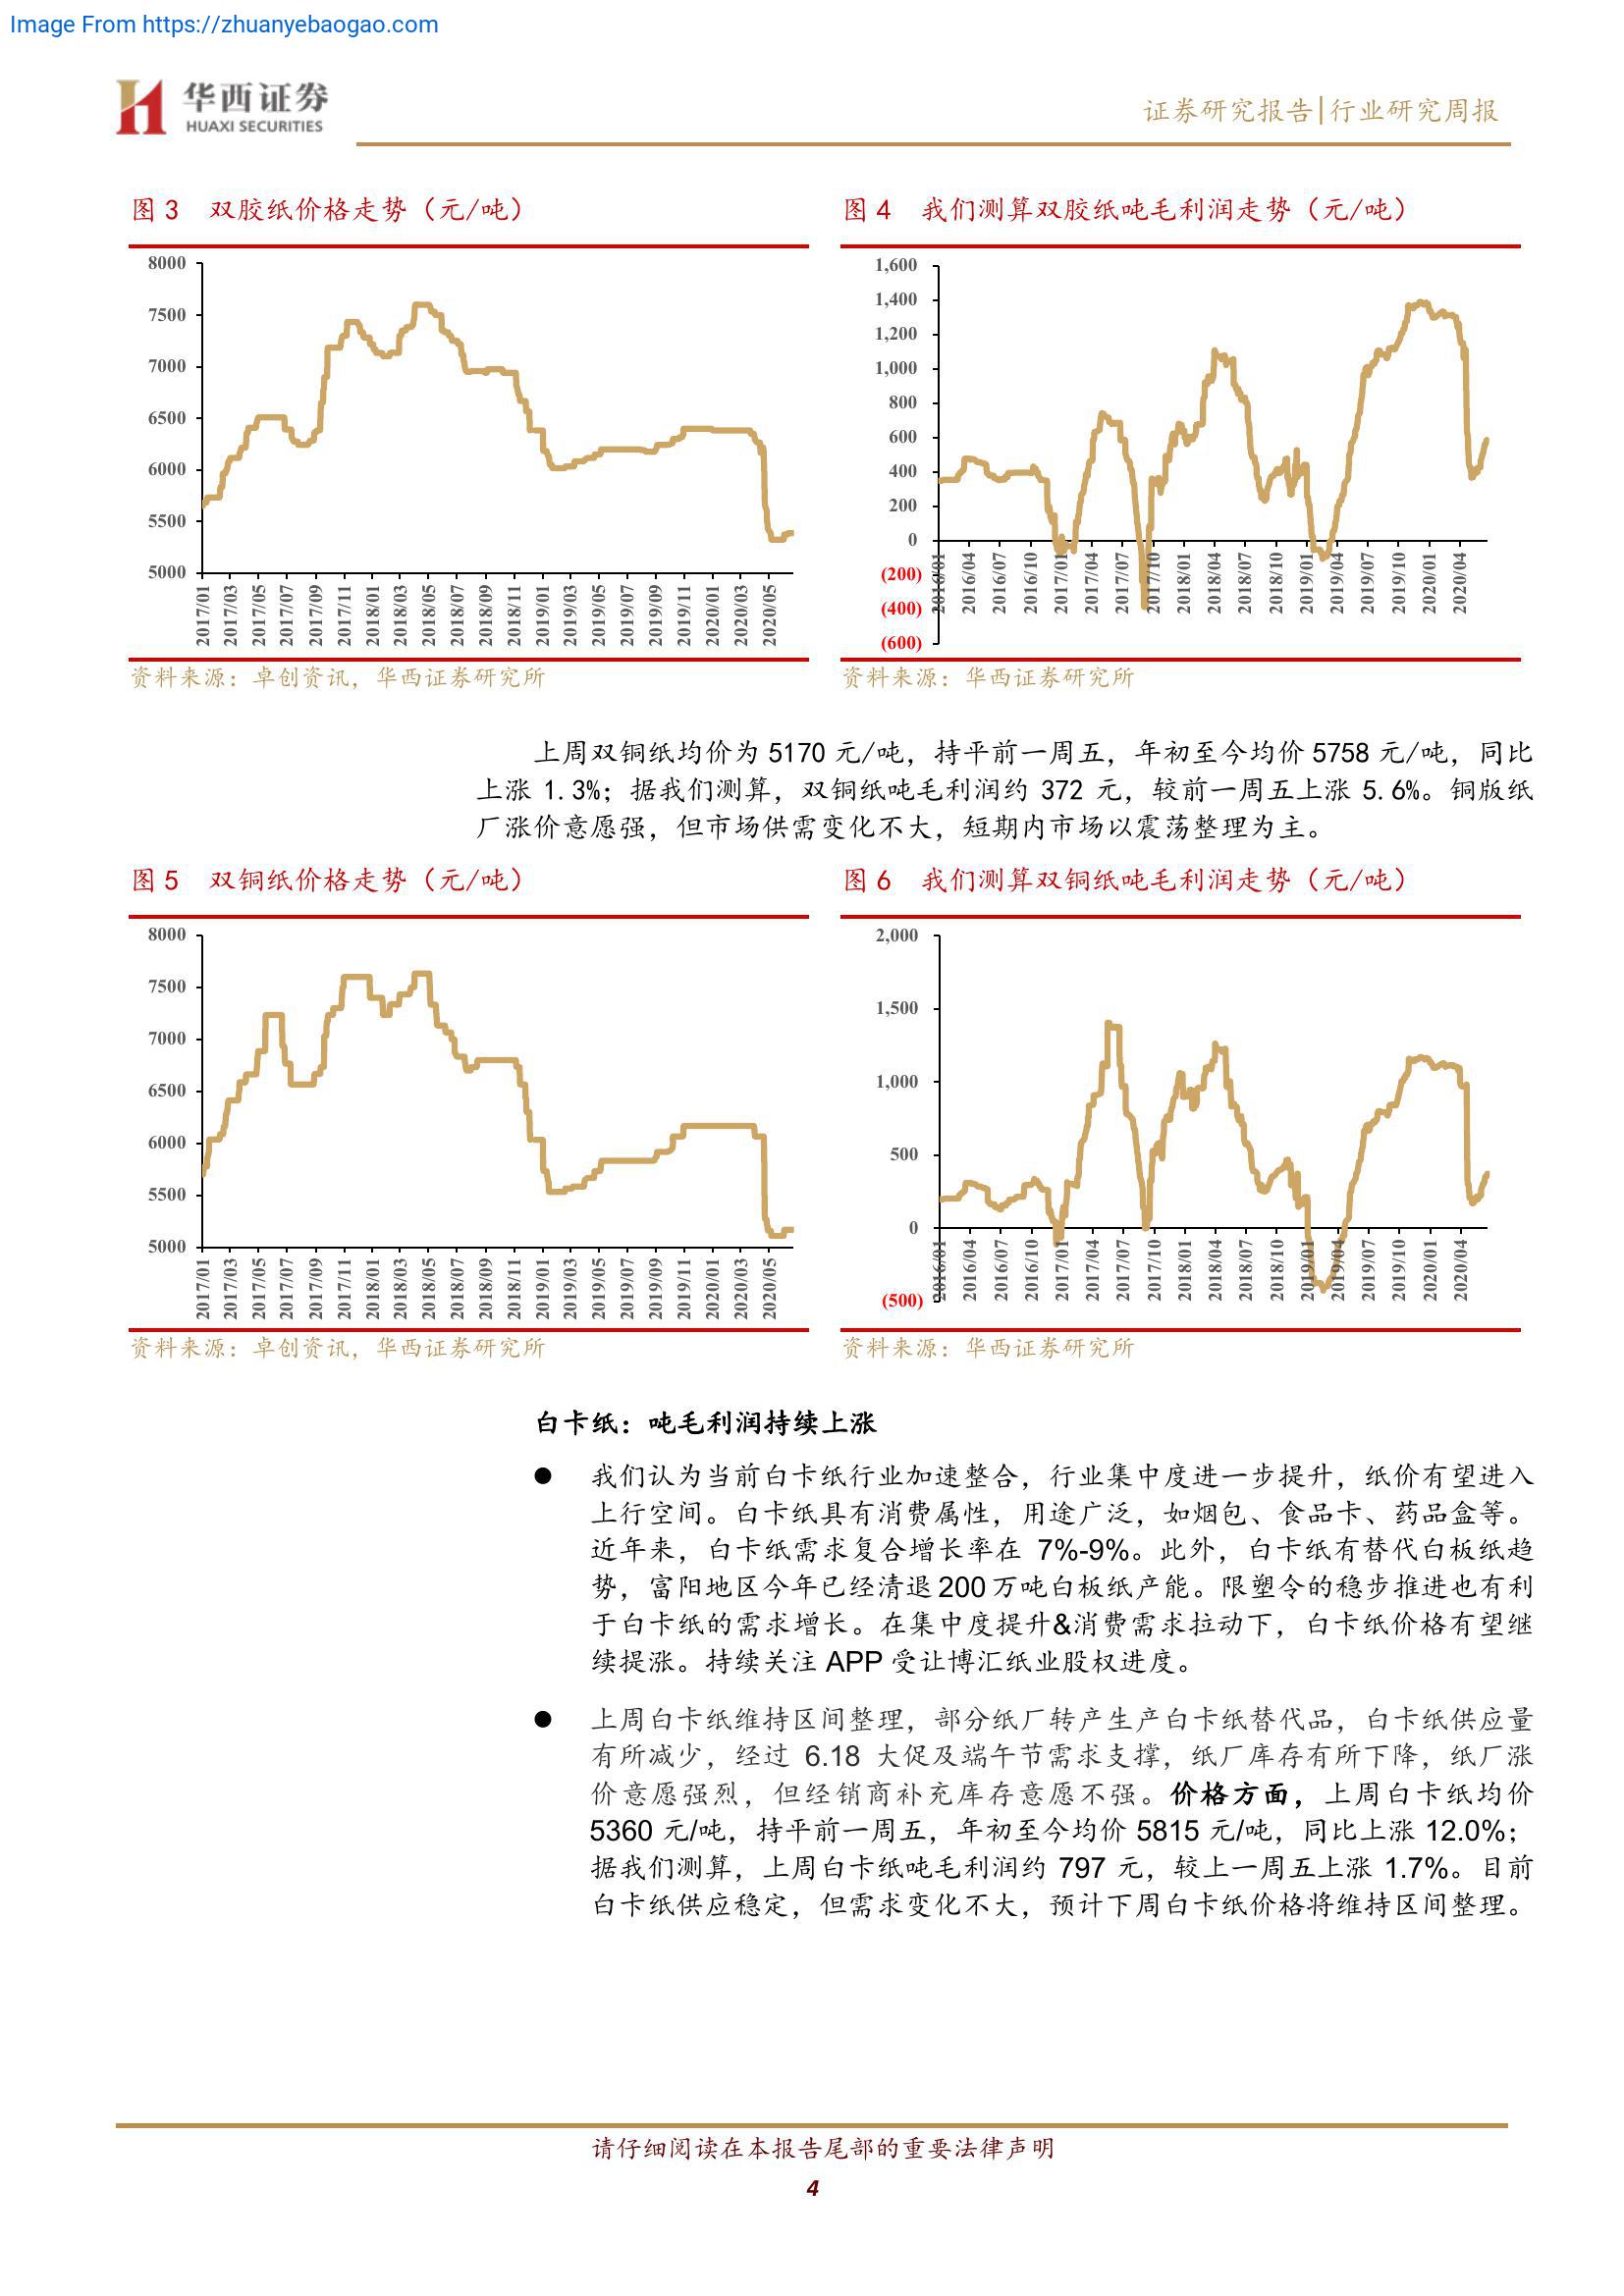 Image From https://zhuanyebaogao.com
华西证券
HUAXI SECURITIES
证券研究报告|行业研究周报
图 3 双胶纸价格走势（元/吨）
8000
7500
7000
6500
6000
5500
5000
2017/01 2017/03 2017/05 2017/07 2017/09 2017/11 2018/01 2018/03 2018/05 2018/07 2018/09 2018/11 2019/01 2019/03 2019/05 2019/07 2019/09 2019/11 2020/01 2020/03 2020/05
资料来源：卓创资讯，华西证券研究所
图 4 我们测算双胶纸吨毛利润走势（元/吨）
1,600
1,400
1,200
1,000
800
600
400
200
0
(200)
(400)
(600)
2016/01 2016/04 2016/07 2016/10 2017/01 2017/04 2017/07 2017/10 2018/01 2018/04 2018/07 2018/10 2019/01 2019/04 2019/07 2019/10 2020/01 2020/04
资料来源：华西证券研究所
上周双铜纸均价为 5170 元/吨，持平前一周五，年初至今均价 5758 元/吨，同比
上涨 1.3%；据我们测算，双铜纸吨毛利润约 372 元，较前一周五上涨 5.6%。铜版纸
厂涨价意愿强，但市场供需变化不大，短期内市场以震荡整理为主。
图 5 双铜纸价格走势（元/吨）
8000
7500
7000
6500
6000
5500
5000
2017/01 2017/03 2017/05 2017/07 2017/09 2017/11 2018/01 2018/03 2018/05 2018/07 2018/09 2018/11 2019/01 2019/03 2019/05 2019/07 2019/09 2019/11 2020/01 2020/03 2020/05
资料来源：卓创资讯，华西证券研究所
图 6 我们测算双铜纸吨毛利润走势（元/吨）
2,000
1,500
1,000
500
0
(500)
2016/01 2016/04 2016/07 2016/10 2017/01 2017/04 2017/07 2017/10 2018/01 2018/04 2018/07 2018/10 2019/01 2019/04 2019/07 2019/10 2020/01 2020/04
资料来源：华西证券研究所
白卡纸：吨毛利润持续上涨
● 我们认为当前白卡纸行业加速整合，行业集中度进一步提升，纸价有望进入
上行空间。白卡纸具有消费属性，用途广泛，如烟包、食品卡、药品盒等。
近年来，白卡纸需求复合增长率在 7%-9%。此外，白卡纸有替代白板纸趋
势，富阳地区今年已经清退 200 万吨白板纸产能。限塑令的稳步推进也有利
于白卡纸的需求增长。在集中度提升&消费需求拉动下，白卡纸价格有望继
续提涨。持续关注 APP 受让博汇纸业股权进度。
● 上周白卡纸维持区间整理，部分纸厂转产生产白卡纸替代品，白卡纸供应量
有所减少，经过 6.18 大促及端午节需求支撑，纸厂库存有所下降，纸厂涨
价意愿强烈，但经销商补充库存意愿不强。价格方面，上周白卡纸均价
5360 元/吨，持平前一周五，年初至今均价 5815 元/吨，同比上涨 12.0%；
据我们测算，上周白卡纸吨毛利润约 797 元，较上一周五上涨 1.7%。目前
白卡纸供应稳定，但需求变化不大，预计下周白卡纸价格将维持区间整理。
请仔细阅读在本报告尾部的重要法律声明
4